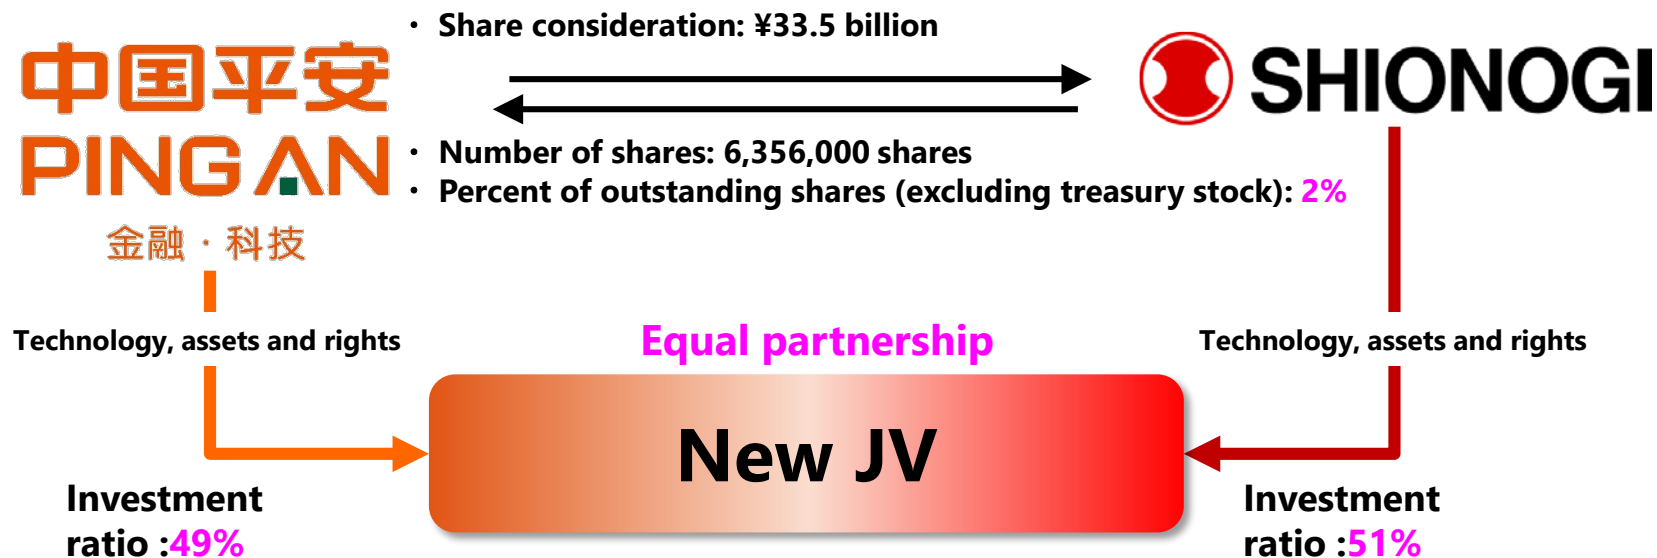 ・ Share consideration: ¥33.5 billion
中国平安
PING AN
金融·科技
SHIONOGI
・ Number of shares: 6,356,000 shares
・ Percent of outstanding shares (excluding treasury stock): 2%
Technology, assets and rights
Equal partnership
Technology, assets and rights
New JV
Investment
ratio :49%
Investment
ratio :51%